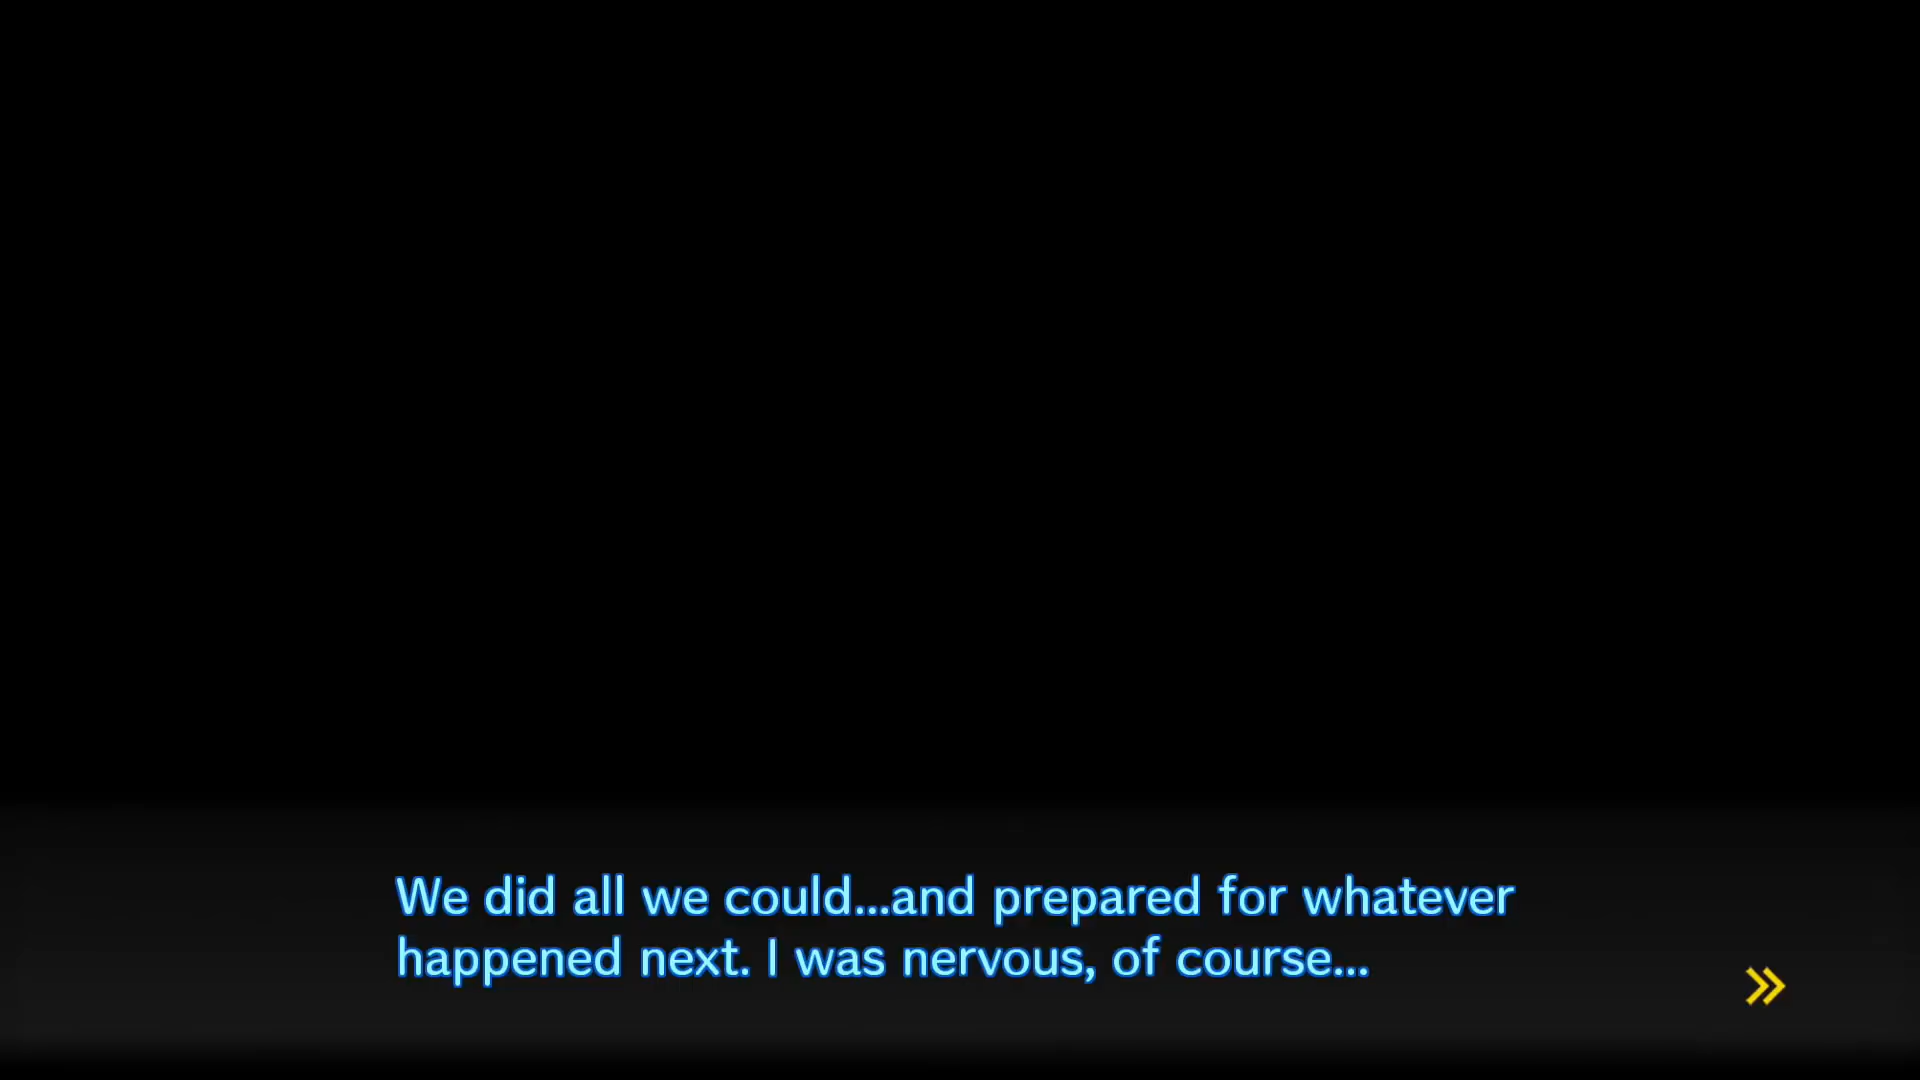 We did all we could...and prepared for whatever
happened next. I was nervous, of course...